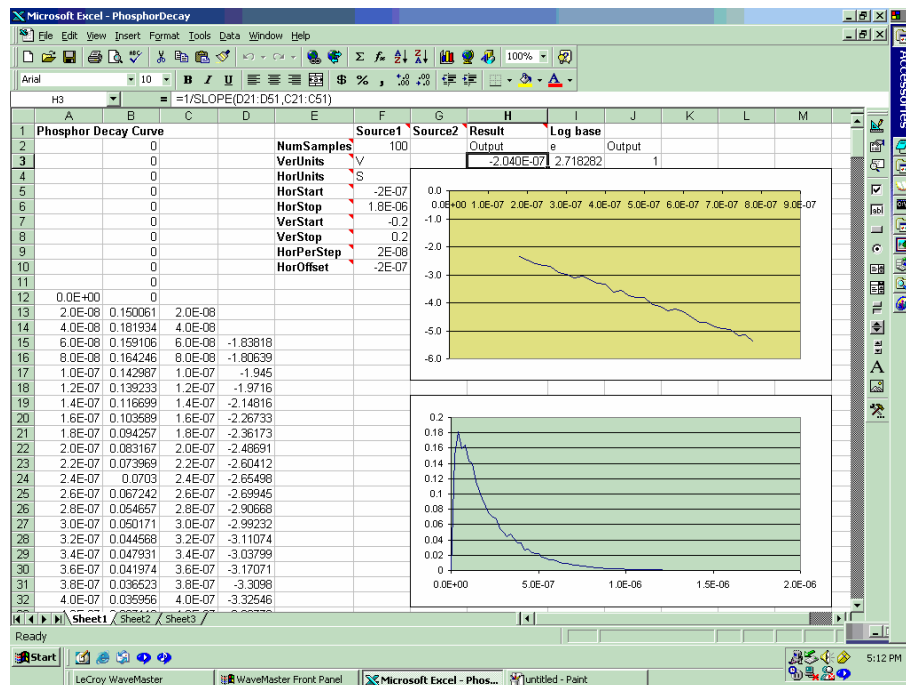 Microsoft Excel - PhosphorDecay
File Edit View Insert Format Tools Data Window Help
100%
Arial 10 B I U $ % ,
H3 = =1/SLOPE(D21:D51,C21:C51)
A B C D E F G H I J K L M
1 Phosphor Decay Curve Source1 Source2 Result Log base
2 0 NumSamples 100 Output e Output
3 0 VerUnits V -2.040E-07 2.718282 1
4 0 HorUnits S
5 0 HorStart -2E-07
6 0 HorStop 1.8E-06
7 0 VerStart -0.2
8 0 VerStop 0.2
9 0 HorPerStep 2E-08
10 0 HorOffset -2E-07
11 0
12 0.0E+00 0
13 2.0E-08 0.150061 2.0E-08
14 4.0E-08 0.181934 4.0E-08
15 6.0E-08 0.159106 6.0E-08 -1.83818
16 8.0E-08 0.164246 8.0E-08 -1.80639
17 1.0E-07 0.142987 1.0E-07 -1.945
18 1.2E-07 0.139233 1.2E-07 -1.9716
19 1.4E-07 0.116699 1.4E-07 -2.14816
20 1.6E-07 0.103589 1.6E-07 -2.26733
21 1.8E-07 0.094257 1.8E-07 -2.36173
22 2.0E-07 0.083167 2.0E-07 -2.48691
23 2.2E-07 0.073969 2.2E-07 -2.60412
24 2.4E-07 0.0703 2.4E-07 -2.65498
25 2.6E-07 0.067242 2.6E-07 -2.69945
26 2.8E-07 0.054657 2.8E-07 -2.90668
27 3.0E-07 0.050171 3.0E-07 -2.99232
28 3.2E-07 0.044568 3.2E-07 -3.11074
29 3.4E-07 0.047931 3.4E-07 -3.03799
30 3.6E-07 0.041974 3.6E-07 -3.17071
31 3.8E-07 0.036523 3.8E-07 -3.3098
32 4.0E-07 0.035956 4.0E-07 -3.32546
0.0
0.0E+00 1.0E-07 2.0E-07 3.0E-07 4.0E-07 5.0E-07 6.0E-07 7.0E-07 8.0E-07 9.0E-07
-1.0
-2.0
-3.0
-4.0
-5.0
-6.0
0.2
0.18
0.16
0.14
0.12
0.1
0.08
0.06
0.04
0.02
0
0.0E+00 5.0E-07 1.0E-06 1.5E-06 2.0E-06
Accessories
Sheet1 Sheet2 Sheet3
Ready
Start
5:12 PM
LeCroy WaveMaster
WaveMaster Front Panel
Microsoft Excel - Phos...
untitled - Paint